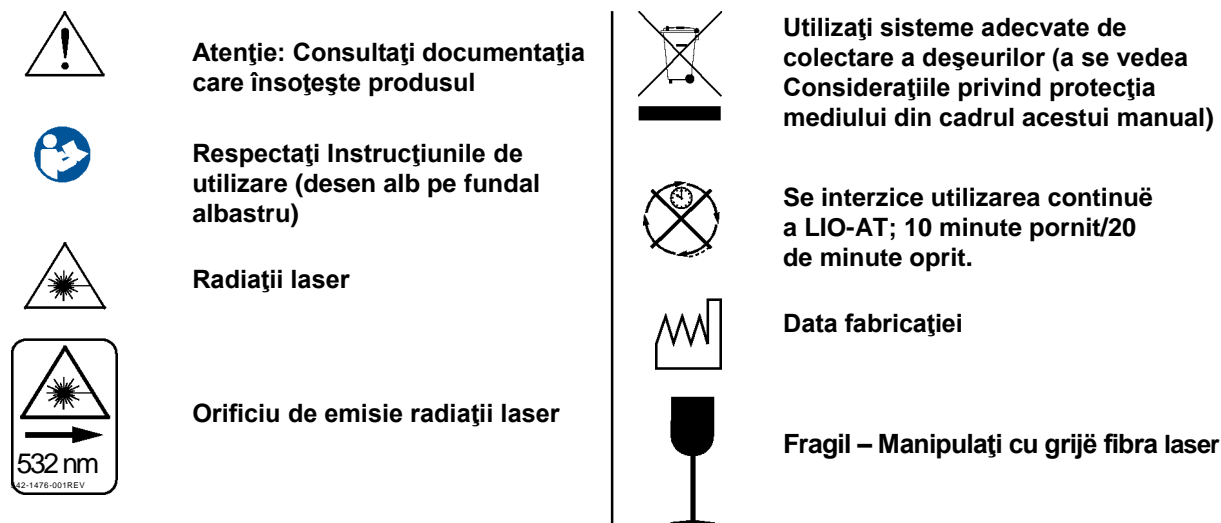 Atenţie: Consultaţi documentaţia
care însoţeşte produsul
Respectaţi Instrucţiunile de
utilizare (desen alb pe fundal
albastru)
Radiaţii laser
Orificiu de emisie radiaţii laser
532 nm
42-1476-001REV
Utilizaţi sisteme adecvate de
colectare a deşeurilor (a se vedea
Consideraţiile privind protecţia
mediului din cadrul acestui manual)
Se interzice utilizarea continuë
a LIO-AT; 10 minute pornit/20
de minute oprit.
Data fabricaţiei
Fragil – Manipulaţi cu grijë fibra laser